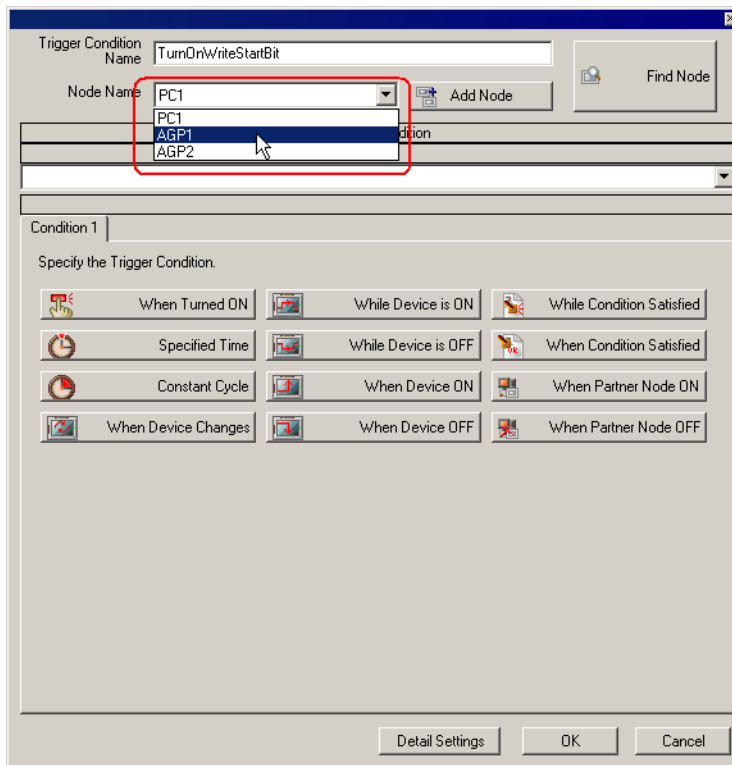 Trigger Condition
Name
TurnOnWriteStartBit
Find Node
Node Name
PC1
Add Node
PC1
AGP1
AGP2
Condition 1
Specify the Trigger Condition.
When Turned ON
While Device is ON
While Condition Satisfied
Specified Time
While Device is OFF
When Condition Satisfied
Constant Cycle
When Device ON
When Partner Node ON
When Device Changes
When Device OFF
When Partner Node OFF
Detail Settings
OK
Cancel